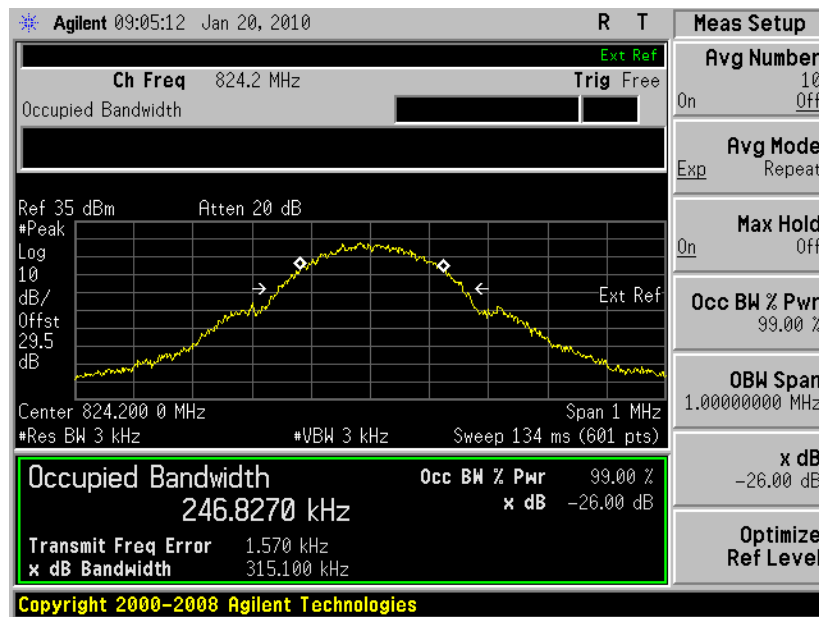 Agilent 09:05:12 Jan 20, 2010 R T
Ext Ref
Ch Freq 824.2 MHz Trig Free
Occupied Bandwidth
Ref 35 dBm Atten 20 dB
#Peak
Log
10
dB/
Offst
29.5
dB
Ext Ref
Center 824.200 0 MHz Span 1 MHz
#Res BW 3 kHz #VBW 3 kHz Sweep 134 ms (601 pts)
Occupied Bandwidth
246.8270 kHz
Occ BW % Pwr 99.00 %
x dB -26.00 dB
Transmit Freq Error 1.570 kHz
x dB Bandwidth 315.100 kHz
Copyright 2000-2008 Agilent Technologies
Meas Setup
Avg Number
10
On Off
Avg Mode
Exp Repeat
Max Hold
On Off
Occ BW % Pwr
99.00 %
OBW Span
1.00000000 MHz
x dB
-26.00 dB
Optimize
Ref Level